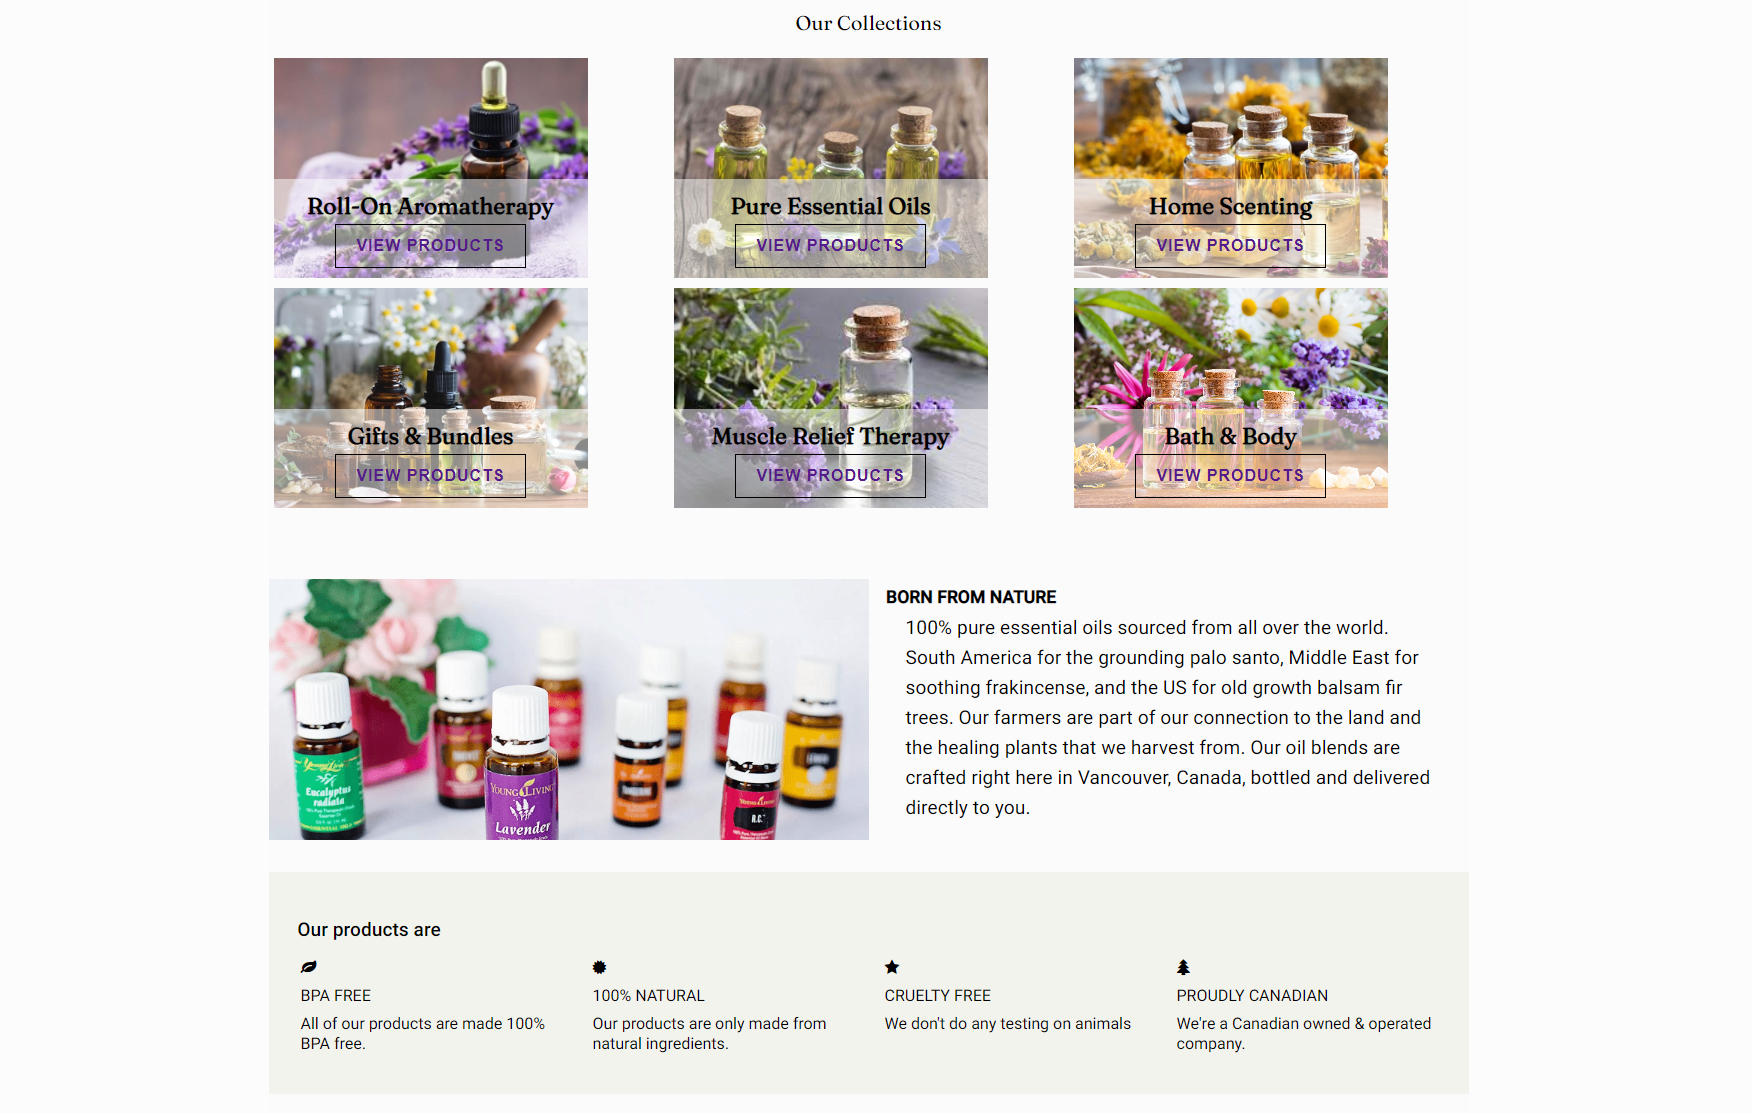 Our Collections
Roll-On Aromatherapy
VIEW PRODUCTS
Pure Essential Oils
VIEW PRODUCTS
Home Scenting
VIEW PRODUCTS
Gifts & Bundles
VIEW PRODUCTS
Muscle Relief Therapy
VIEW PRODUCTS
Bath & Body
VIEW PRODUCTS
Young Living
Eucalyptus
radiata
YOUNG LIVING
Lavender
TANGERINE
YOUNG LIVING
R.C.
LEMON
BORN FROM NATURE
100% pure essential oils sourced from all over the world.
South America for the grounding palo santo, Middle East for
soothing frakincense, and the US for old growth balsam fir
trees. Our farmers are part of our connection to the land and
the healing plants that we harvest from. Our oil blends are
crafted right here in Vancouver, Canada, bottled and delivered
directly to you.
Our products are
BPA FREE
All of our products are made 100%
BPA free.
100% NATURAL
Our products are only made from
natural ingredients.
CRUELTY FREE
We don't do any testing on animals
PROUDLY CANADIAN
We're a Canadian owned & operated
company.